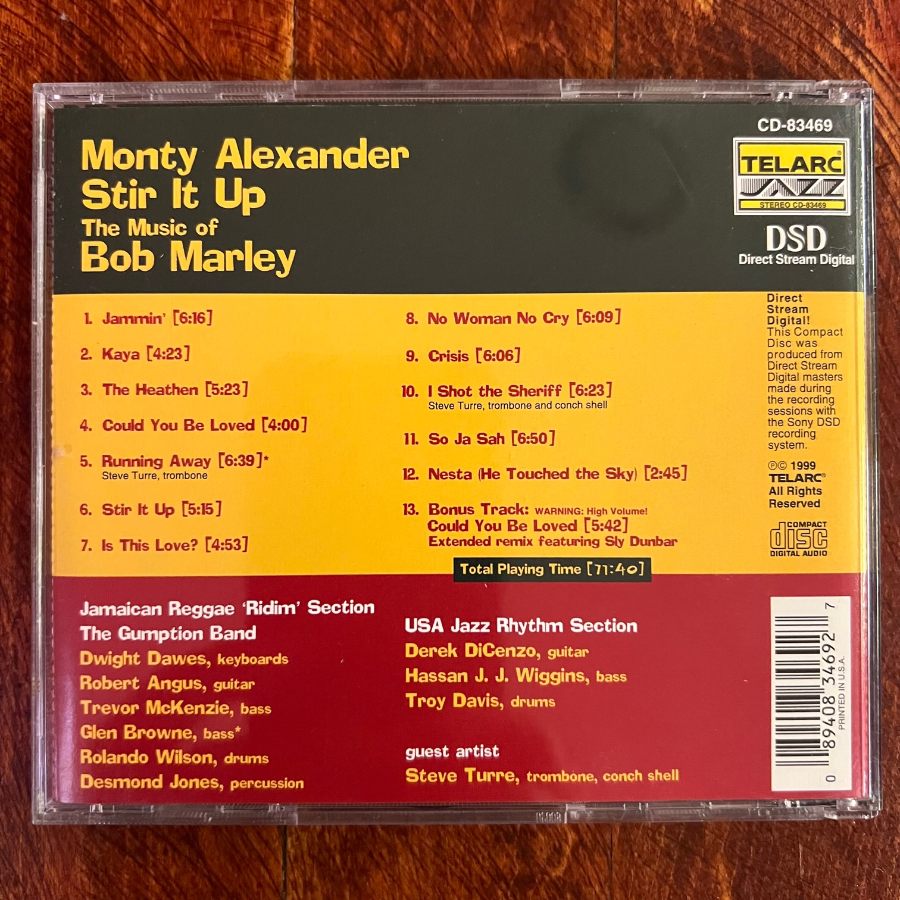 Monty Alexander
Stir It Up
The Music of
Bob Marley
CD-83469
TELARC®
JAZZ
STEREO CD-83469
DSD
Direct Stream Digital
1. Jammin' [6:16]
2. Kaya [4:23]
3. The Heathen [5:23]
4. Could You Be Loved [4:00]
5. Running Away [6:39]*
Steve Turre, trombone
6. Stir It Up [5:15]
7. Is This Love? [4:53]
8. No Woman No Cry [6:09]
9. Crisis [6:06]
10. I Shot the Sheriff [6:23]
Steve Turre, trombone and conch shell
11. So Ja Sah [6:50]
12. Nesta (He Touched the Sky) [2:45]
13. Bonus Track: WARNING: High Volume!
Could You Be Loved [5:42]
Extended remix featuring Sly Dunbar
Total Playing Time [71:40]
Direct
Stream
Digital!
This Compact
Disc was
produced from
Direct Stream
Digital masters
made during
the recording
sessions with
the Sony DSD
recording
system.
℗© 1999
TELARC®
All Rights
Reserved
COMPACT
disc
DIGITAL AUDIO
Jamaican Reggae 'Ridim' Section
The Gumption Band
Dwight Dawes, keyboards
Robert Angus, guitar
Trevor McKenzie, bass
Glen Browne, bass*
Rolando Wilson, drums
Desmond Jones, percussion
USA Jazz Rhythm Section
Derek DiCenzo, guitar
Hassan J. J. Wiggins, bass
Troy Davis, drums
guest artist
Steve Turre, trombone, conch shell
0 89408 34692 7
PRINTED IN U.S.A.